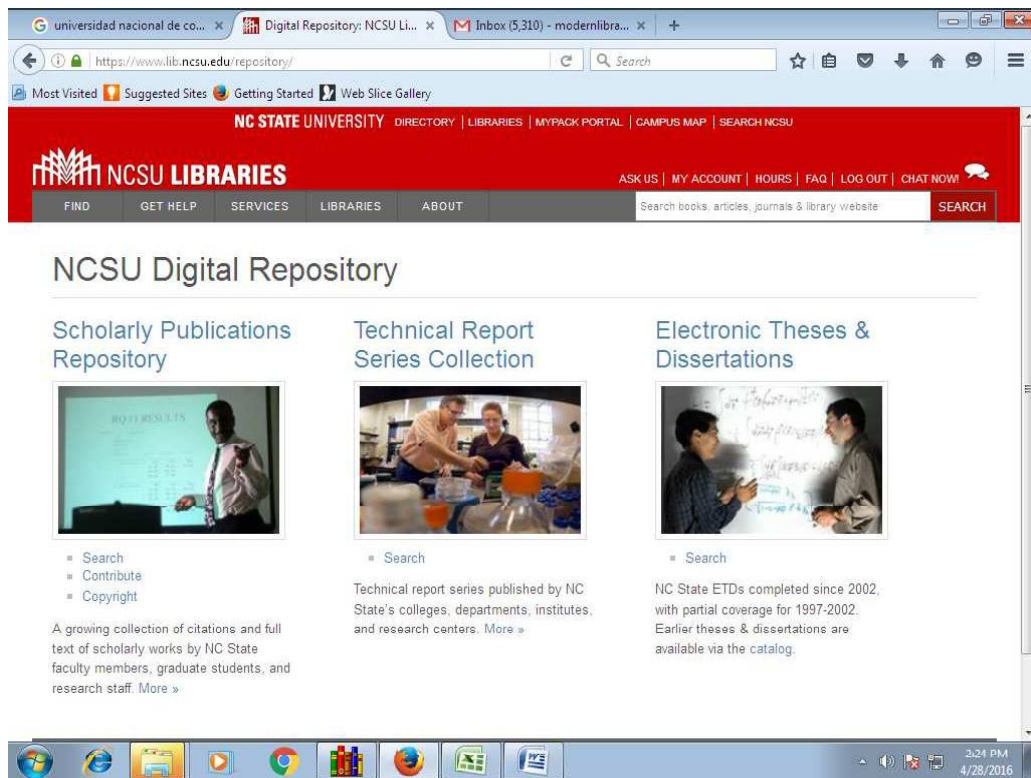 universidad nacional de co...
Digital Repository: NCSU Li...
Inbox (5,310) - modernlibra...
https://www.lib.ncsu.edu/repository/
Search
Most Visited Suggested Sites Getting Started Web Slice Gallery
NC STATE UNIVERSITY DIRECTORY | LIBRARIES | MYPACK PORTAL | CAMPUS MAP | SEARCH NCSU
NCSU LIBRARIES
ASK US | MY ACCOUNT | HOURS | FAQ | LOG OUT | CHAT NOW!
FIND GET HELP SERVICES LIBRARIES ABOUT
Search books, articles, journals & library website SEARCH
NCSU Digital Repository
Scholarly Publications
Repository
RESULTS
Search
Contribute
Copyright
A growing collection of citations and full
text of scholarly works by NC State
faculty members, graduate students, and
research staff. More »
Technical Report
Series Collection
Search
Technical report series published by NC
State's colleges, departments, institutes,
and research centers. More »
Electronic Theses &
Dissertations
Search
NC State ETDs completed since 2002,
with partial coverage for 1997-2002.
Earlier theses & dissertations are
available via the catalog.
2:24 PM
4/28/2016